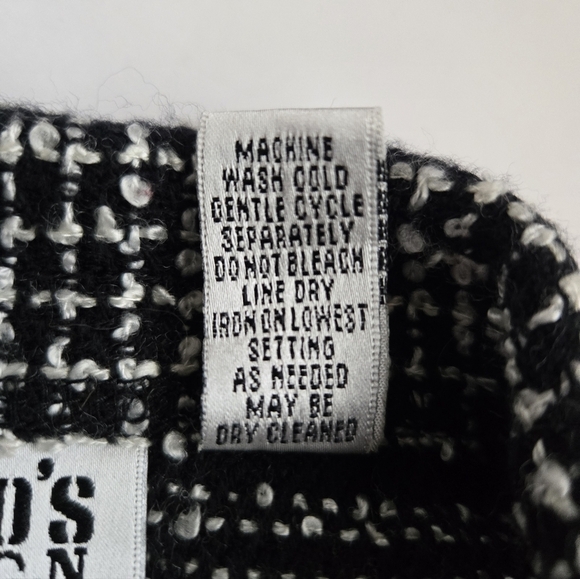 MACHINE
WASH COLD
GENTLE CYCLE
SEPARATELY
DO NOT BLEACH
LINE DRY
IRON ON LOWEST
SETTING
AS NEEDED
MAY BE
DRY CLEANED
'S